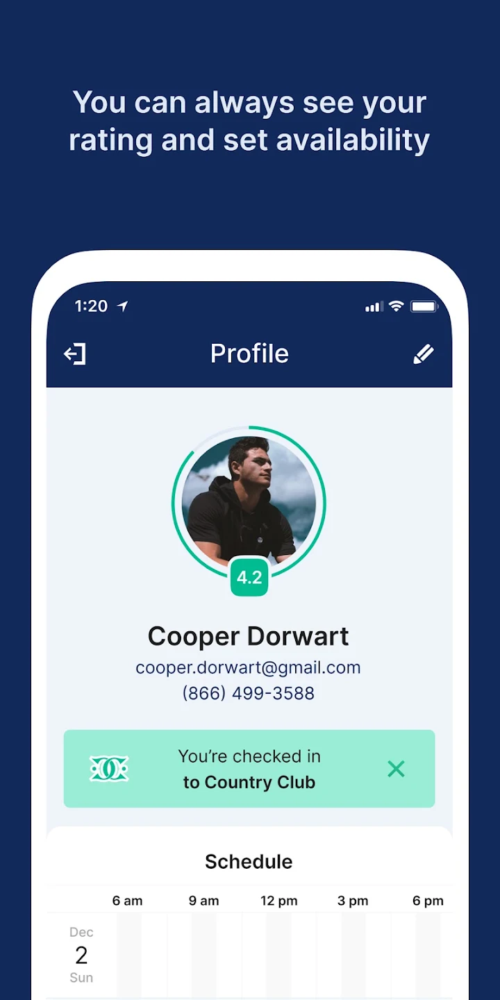 You can always see your
rating and set availability
1:20
Profile
4.2
Cooper Dorwart
cooper.dorwart@gmail.com
(866) 499-3588
You’re checked in
to Country Club
Schedule
6 am 9 am 12 pm 3 pm 6 pm
Dec
2
Sun